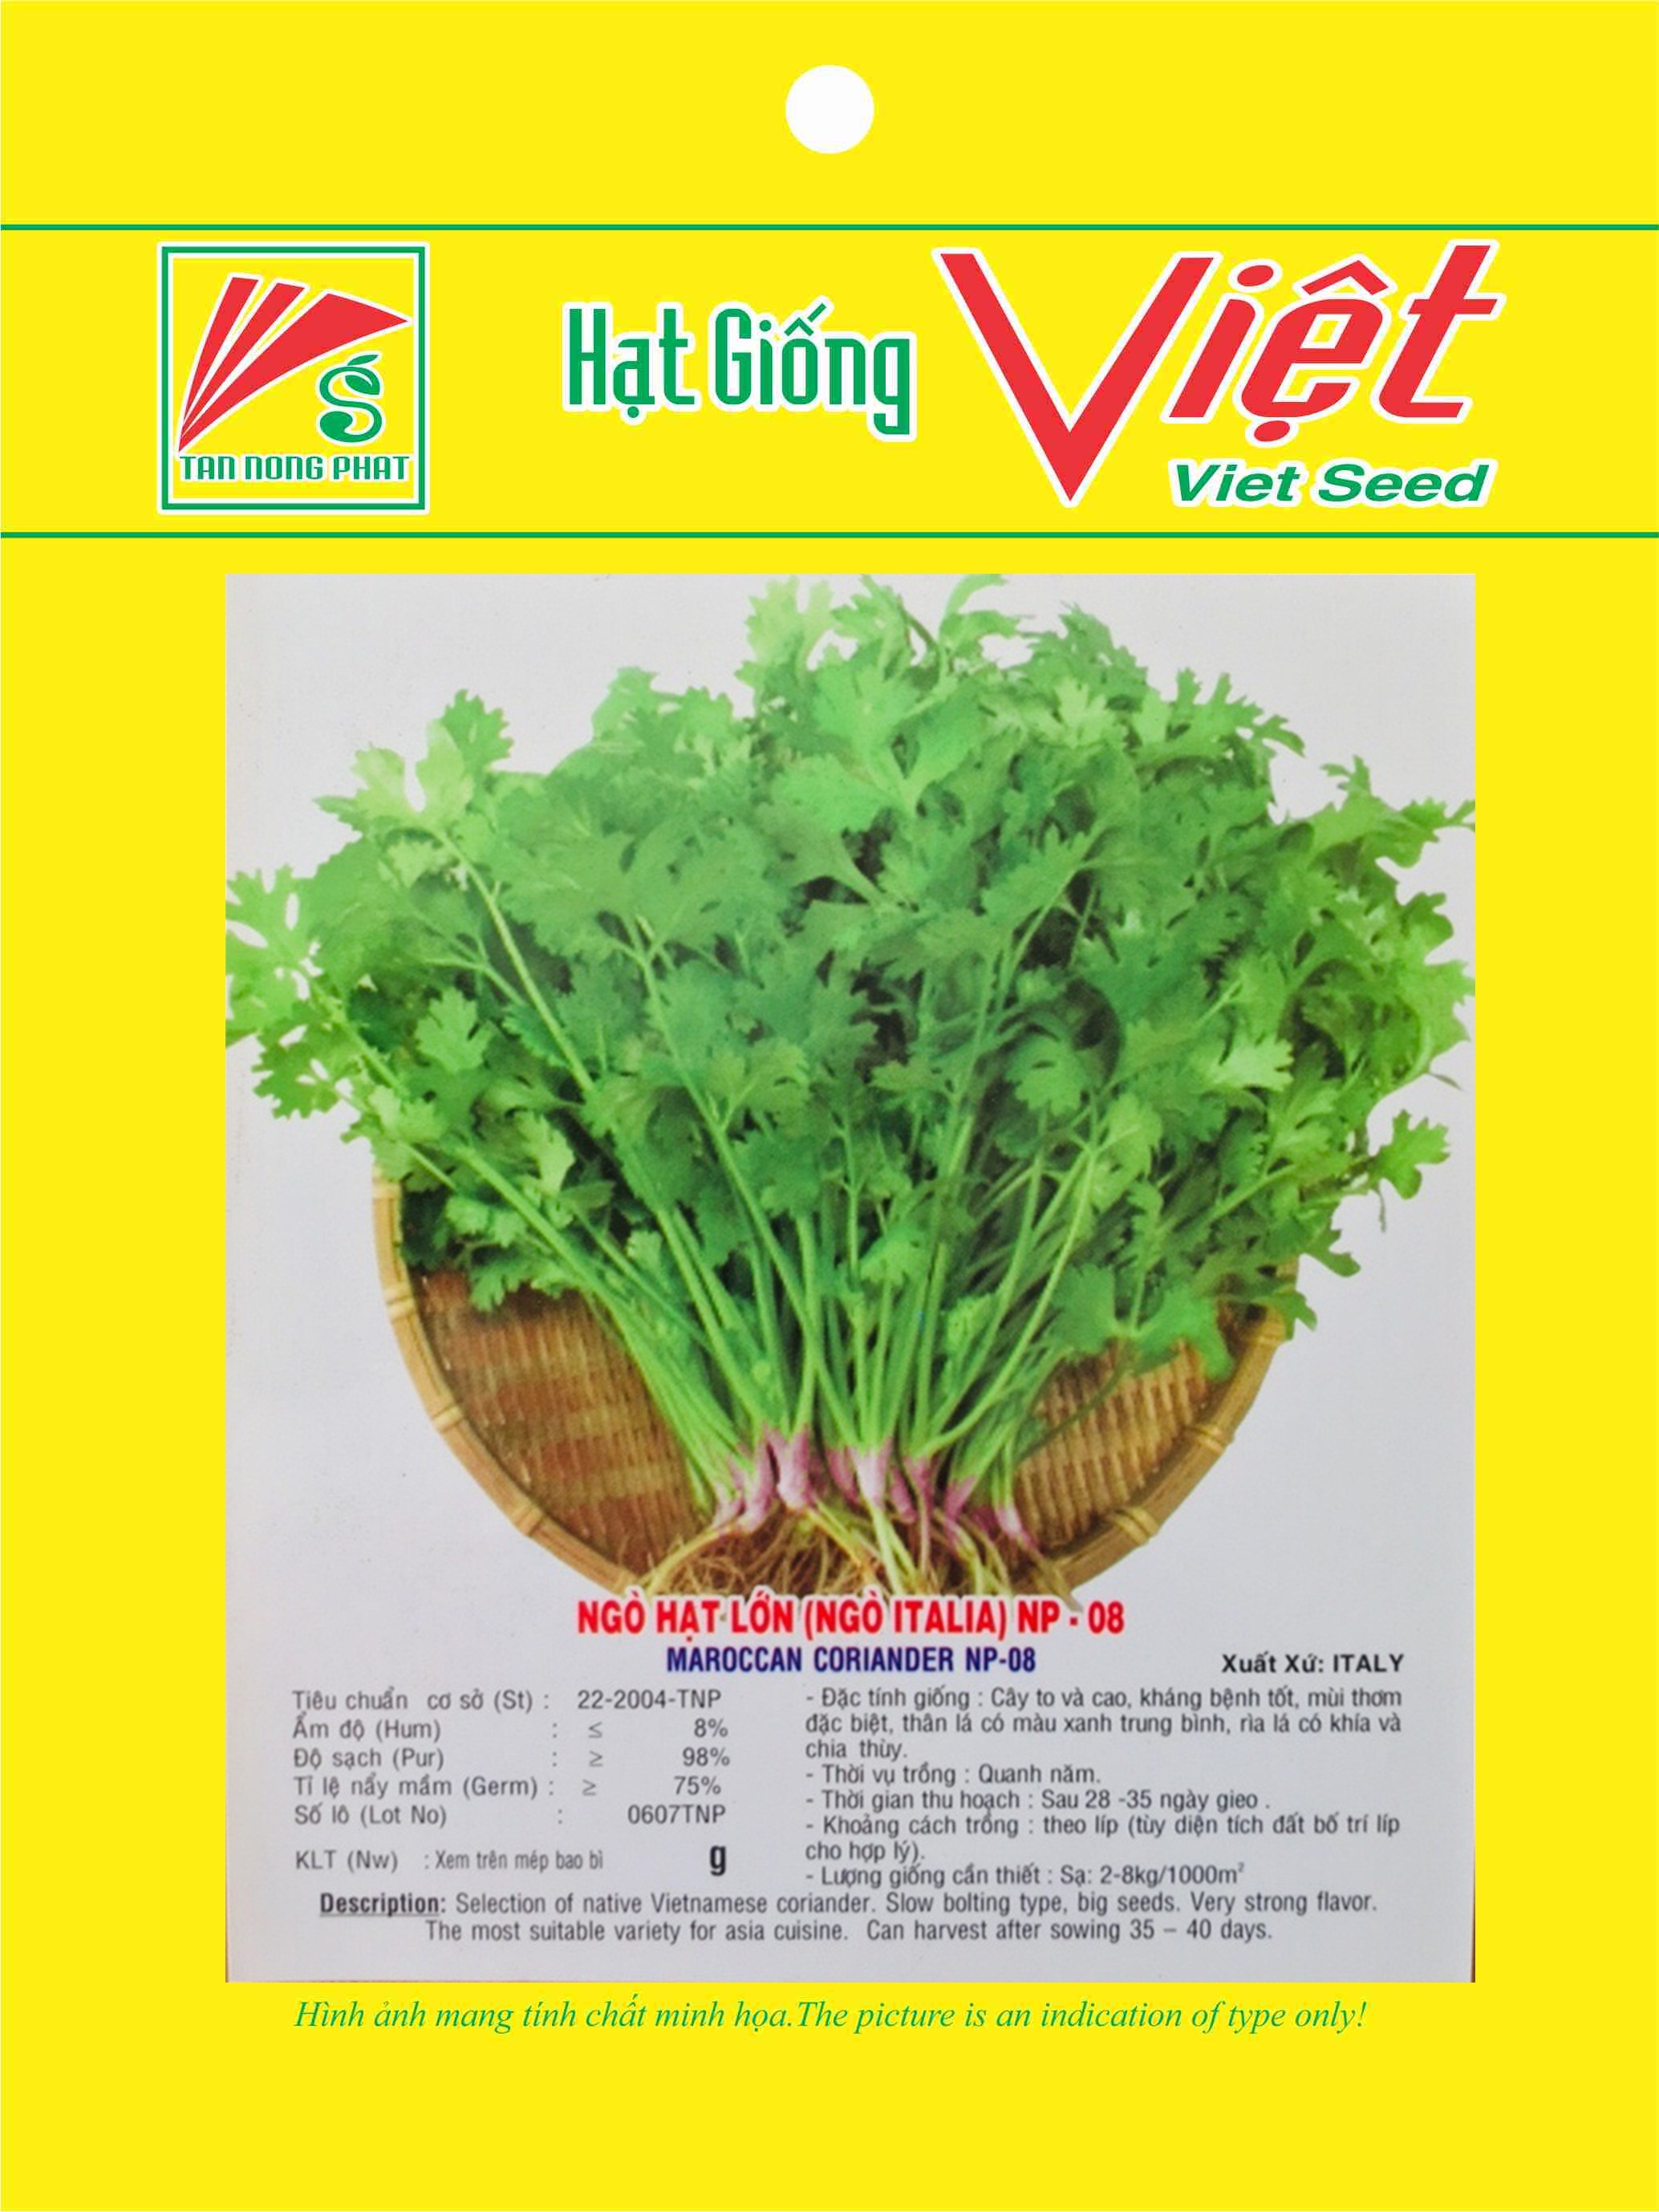 TAN NONG PHAT
Hạt Giống Việt
Viet Seed
NGÒ HẠT LỚN (NGÒ ITALIA) NP - 08
MAROCCAN CORIANDER NP-08
Xuất Xứ: ITALY
Tiêu chuẩn cơ sở (St) : 22-2004-TNP
Ẩm độ (Hum) : ≤ 8%
Độ sạch (Pur) : ≥ 98%
Tỉ lệ nẩy mầm (Germ) : ≥ 75%
Số lô (Lot No) : 0607TNP
KLT (Nw) : Xem trên mép bao bì g
- Đặc tính giống : Cây to và cao, kháng bệnh tốt, mùi thơm
đặc biệt, thân lá có màu xanh trung bình, rìa lá có khía và
chia thùy.
- Thời vụ trồng : Quanh năm.
- Thời gian thu hoạch : Sau 28 -35 ngày gieo .
- Khoảng cách trồng : theo líp (tùy diện tích đất bố trí líp
cho hợp lý).
- Lượng giống cần thiết : Sạ: 2-8kg/1000m²
Description: Selection of native Vietnamese coriander. Slow bolting type, big seeds. Very strong flavor.
The most suitable variety for asia cuisine. Can harvest after sowing 35 – 40 days.
Hình ảnh mang tính chất minh họa.The picture is an indication of type only!